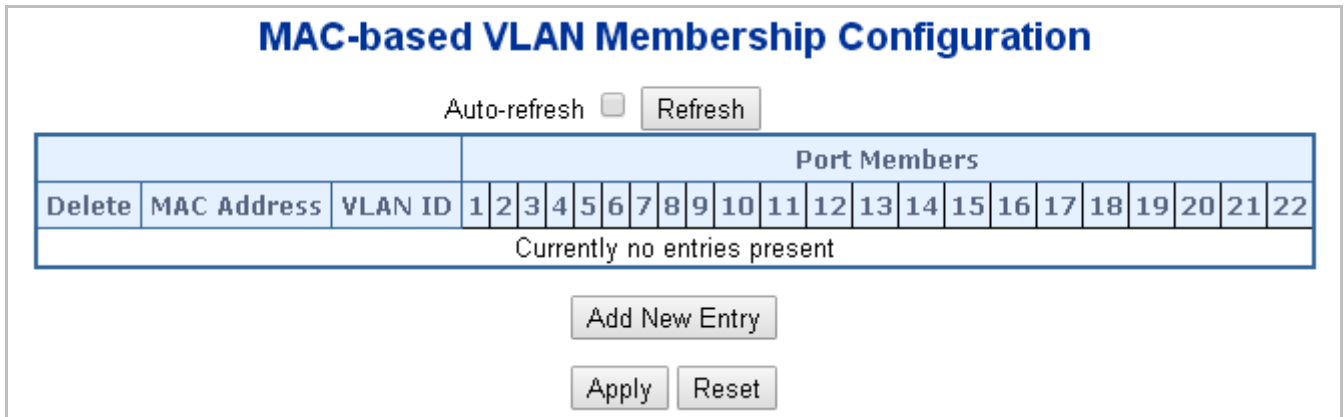 MAC-based VLAN Membership Configuration
Auto-refresh Refresh
Port Members
Delete MAC Address VLAN ID 1 2 3 4 5 6 7 8 9 10 11 12 13 14 15 16 17 18 19 20 21 22
Currently no entries present
Add New Entry
Apply Reset